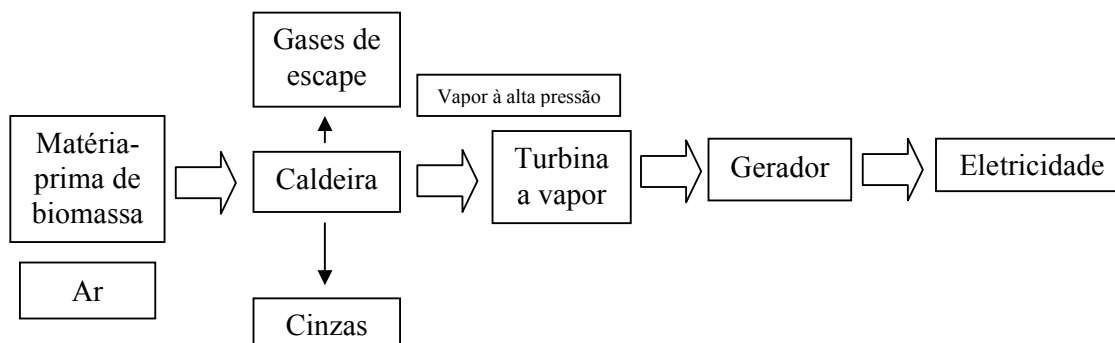 Gases de
escape
Vapor à alta pressão
Matéria-
prima de
biomassa
Caldeira
Turbina
a vapor
Gerador
Eletricidade
Ar
Cinzas